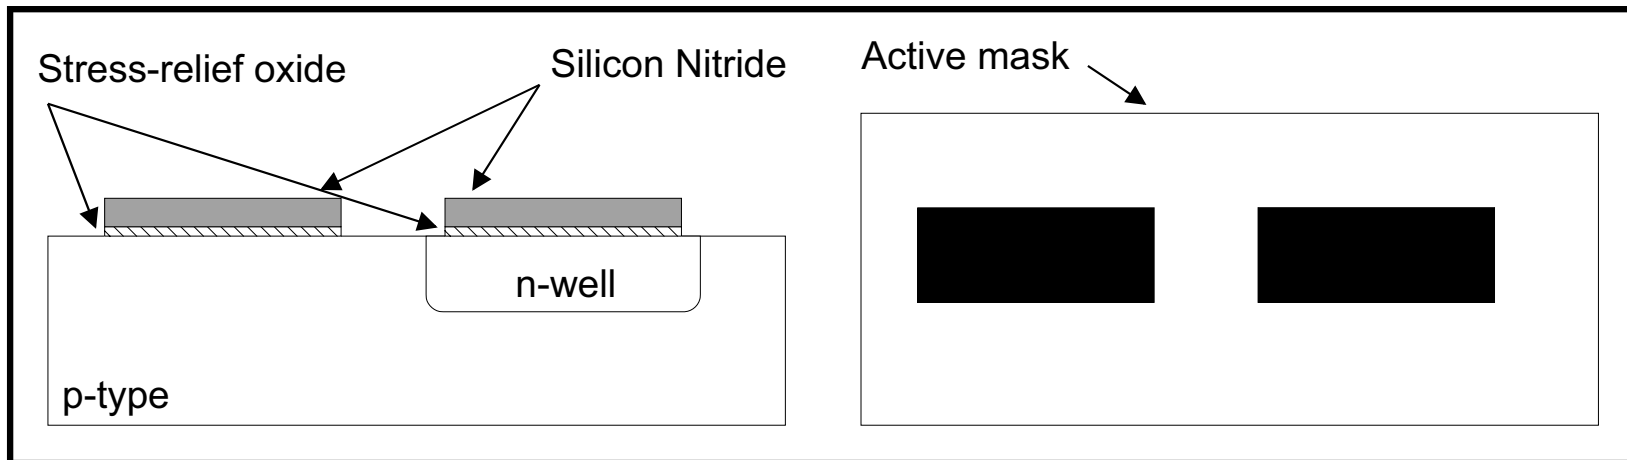 Stress-relief oxide
Silicon Nitride
n-well
p-type
Active mask